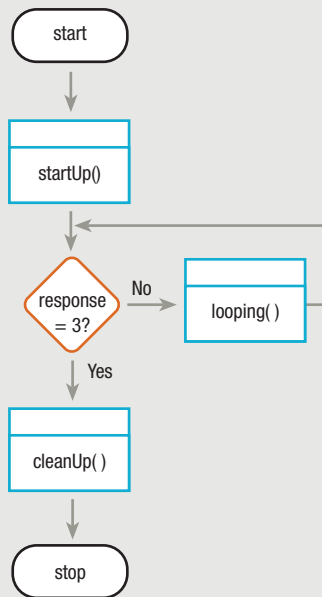 start
startUp()
response
= 3?
No
looping( )
Yes
cleanUp( )
stop